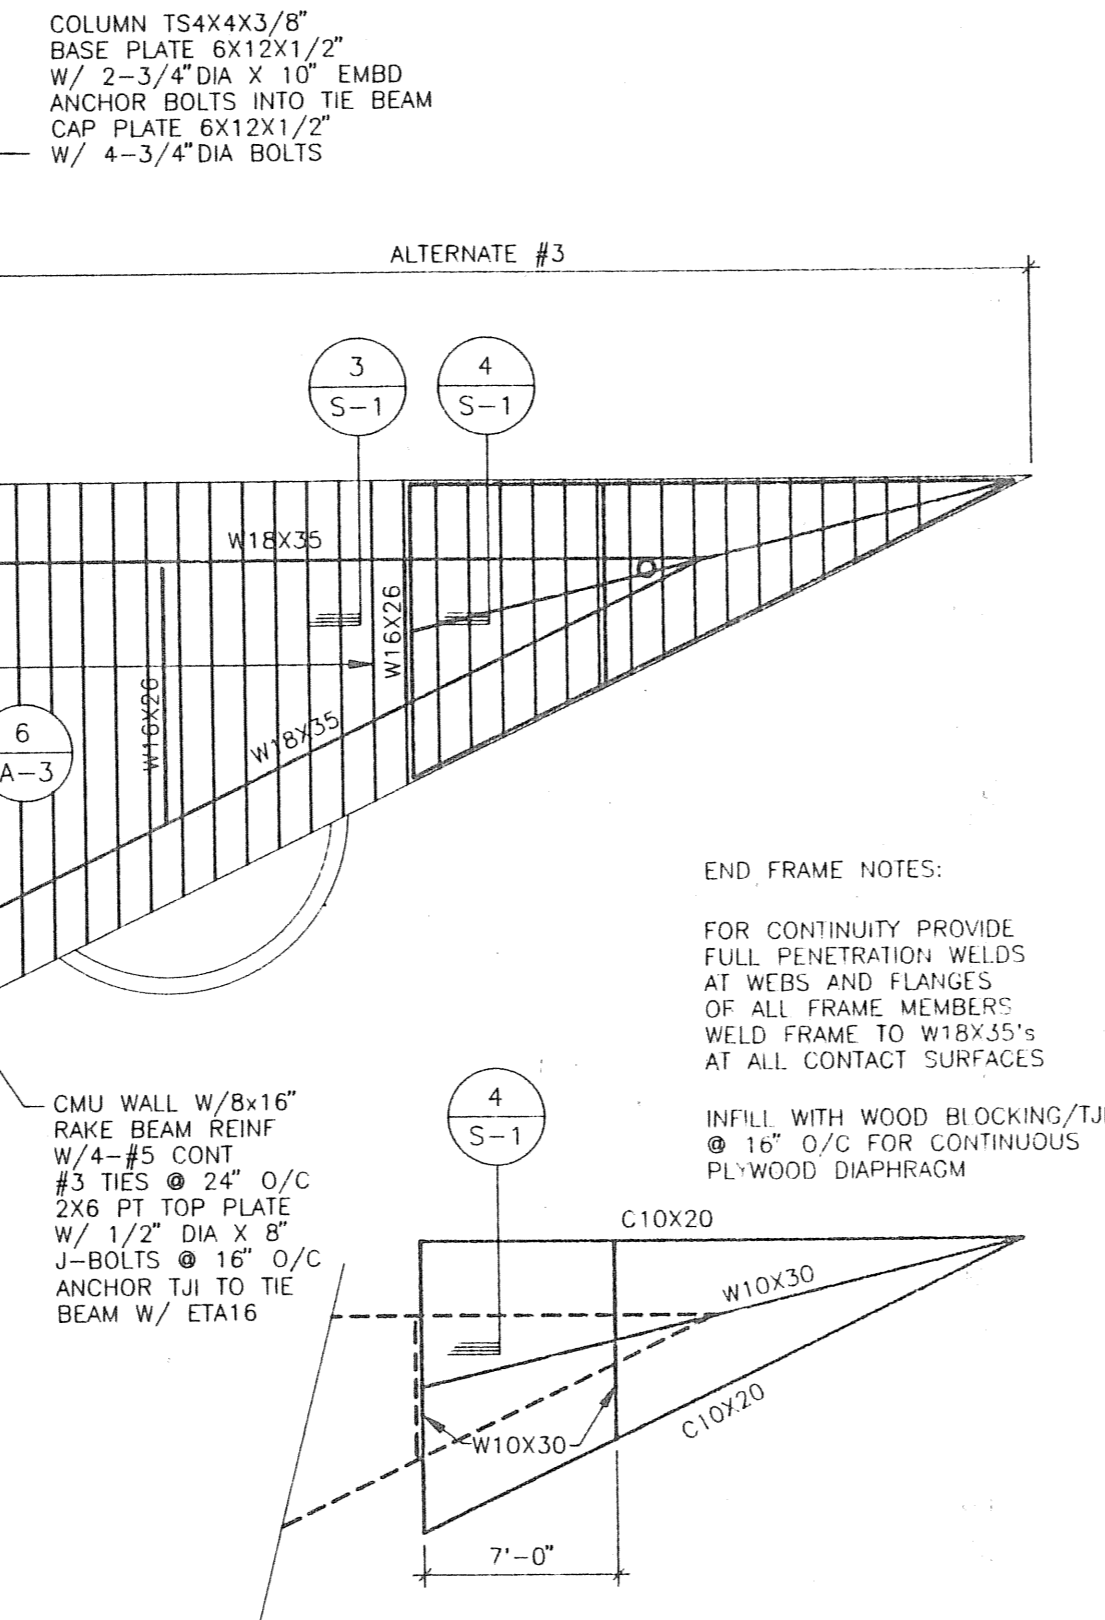 COLUMN TS4X4X3/8"
BASE PLATE 6X12X1/2"
W/ 2-3/4"DIA X 10" EMBD
ANCHOR BOLTS INTO TIE BEAM
CAP PLATE 6X12X1/2"
W/ 4-3/4"DIA BOLTS
ALTERNATE #3
3
S-1
4
S-1
W18X35
W16X26
W16X26
W18X35
6
A-3
END FRAME NOTES:
FOR CONTINUITY PROVIDE
FULL PENETRATION WELDS
AT WEBS AND FLANGES
OF ALL FRAME MEMBERS
WELD FRAME TO W18X35's
AT ALL CONTACT SURFACES
INFILL WITH WOOD BLOCKING/TJI
@ 16" O/C FOR CONTINUOUS
PLYWOOD DIAPHRAGM
CMU WALL W/8x16"
RAKE BEAM REINF
W/4-#5 CONT
#3 TIES @ 24" O/C
2X6 PT TOP PLATE
W/ 1/2" DIA X 8"
J-BOLTS @ 16" O/C
ANCHOR TJI TO TIE
BEAM W/ ETA16
4
S-1
C10X20
W10X30
C10X20
W10X30
7'-0"